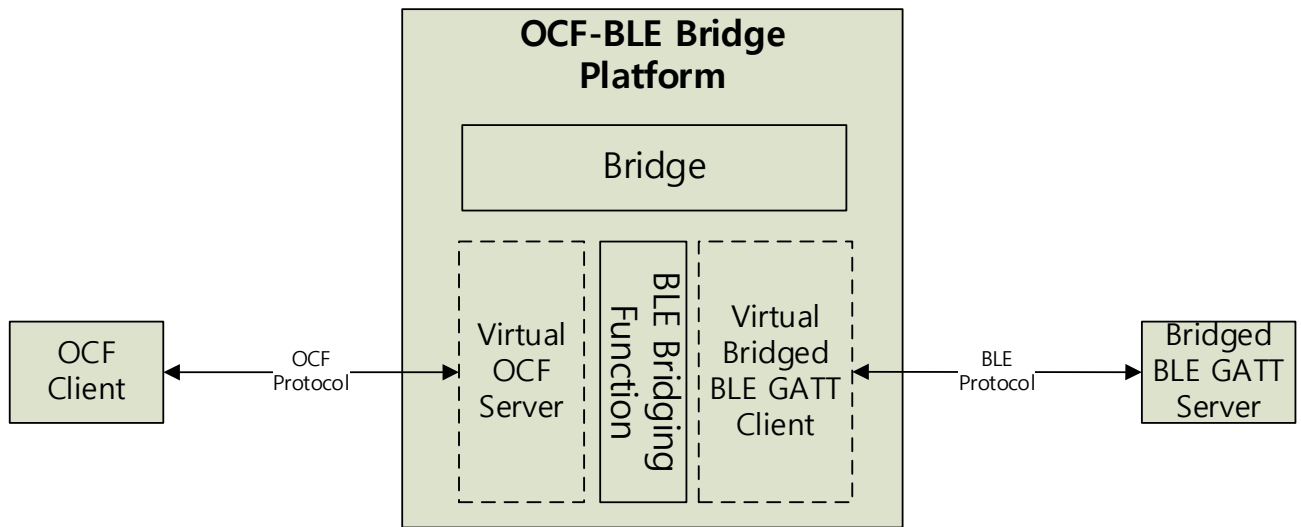 OCF-BLE Bridge
Platform
Bridge
OCF
Client
OCF
Protocol
Virtual
OCF
Server
BLE Bridging
Function
Virtual
Bridged
BLE GATT
Client
BLE
Protocol
Bridged
BLE GATT
Server